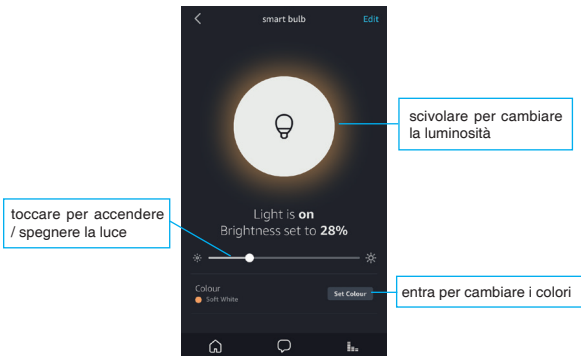 smart bulb
Edit
scivolare per cambiare
la luminosità
toccare per accendere
/ spegnere la luce
Light is on
Brightness set to 28%
Colour
Soft White
Set Colour
entra per cambiare i colori